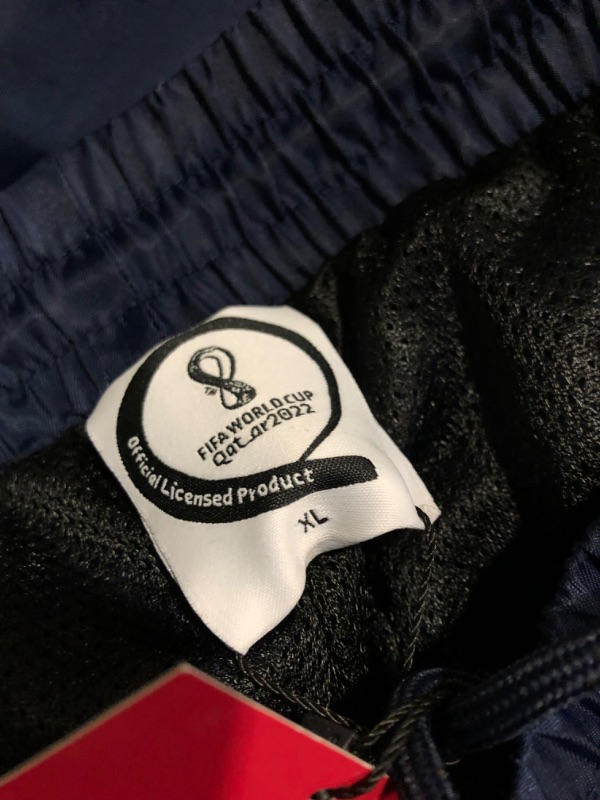 FIFA WORLD CUP
Qatar2022
Official Licensed Product
XL